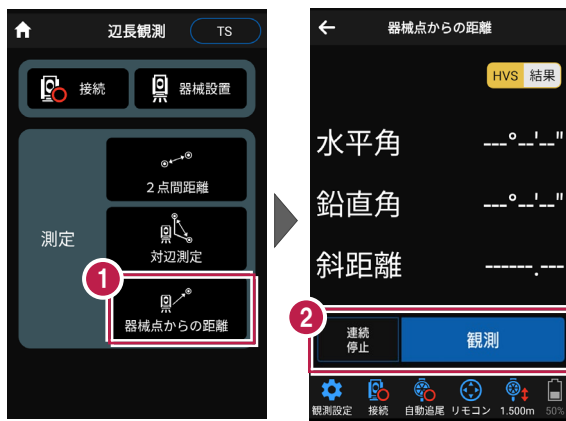 辺長観測
TS
接続
器械設置
測定
2点間距離
対辺測定
1
器械点からの距離
器械点からの距離
HVS 結果
水平角 ---°--'--"
鉛直角 ---°--'--"
斜距離 ------.---
2
連続
停止
観測
観測設定 接続 自動追尾 リモコン 1.500m 50%